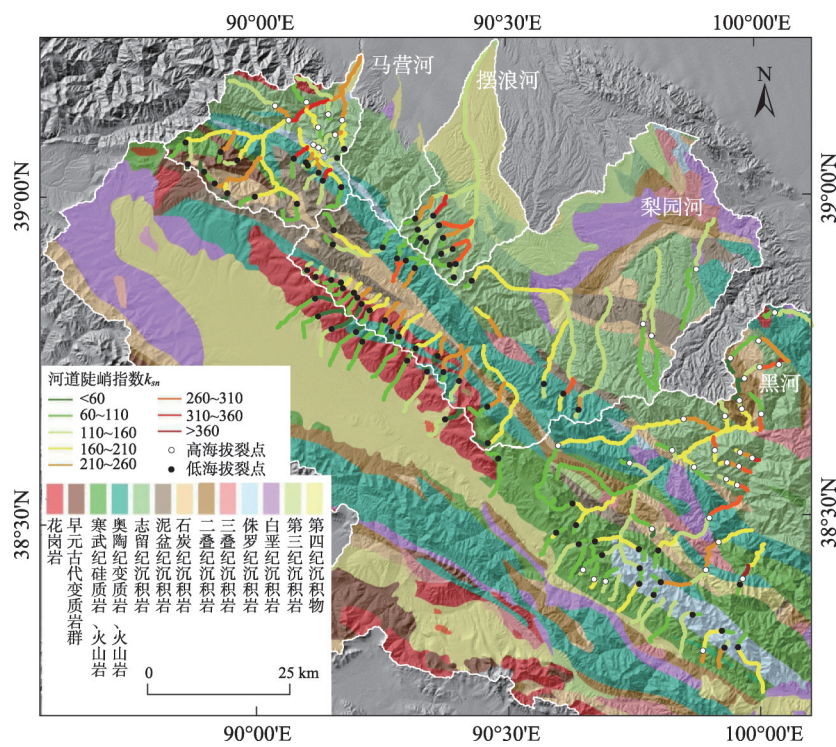 90°00′E
90°30′E
100°00′E
马营河
摆浪河
N
39°00′N
39°00′N
梨园河
黑河
河道陡峭指数ksn
<60
260~310
60~110
310~360
110~160
>360
160~210
高海拔裂点
210~260
低海拔裂点
38°30′N
38°30′N
花岗岩
早元古代变质岩群
寒武纪硅质岩、火山岩
奥陶纪变质岩、火山岩
志留纪沉积岩
泥盆纪沉积岩
石炭纪沉积岩
二叠纪沉积岩
三叠纪沉积岩
侏罗纪沉积岩
白垩纪沉积岩
第三纪沉积岩
第四纪沉积物
0
25 km
90°00′E
90°30′E
100°00′E